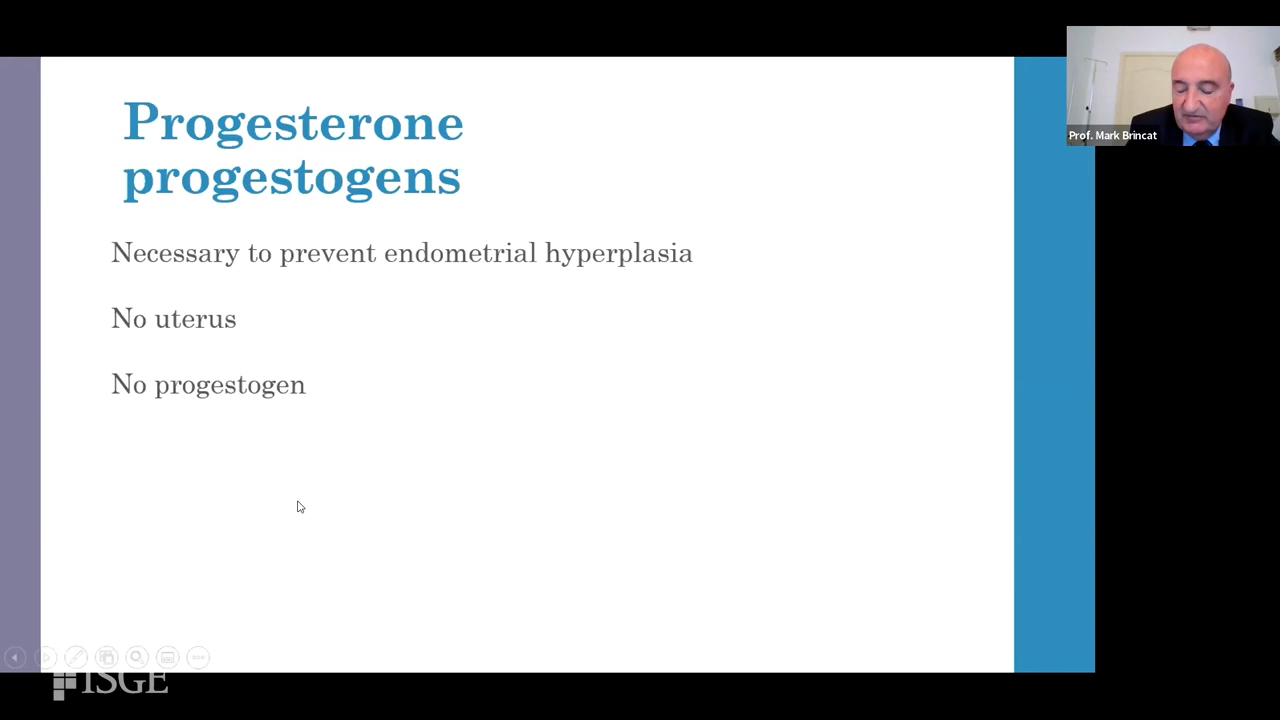 Progesterone
progestogens
Necessary to prevent endometrial hyperplasia
No uterus
No progestogen
Prof. Mark Brincat
ISGE